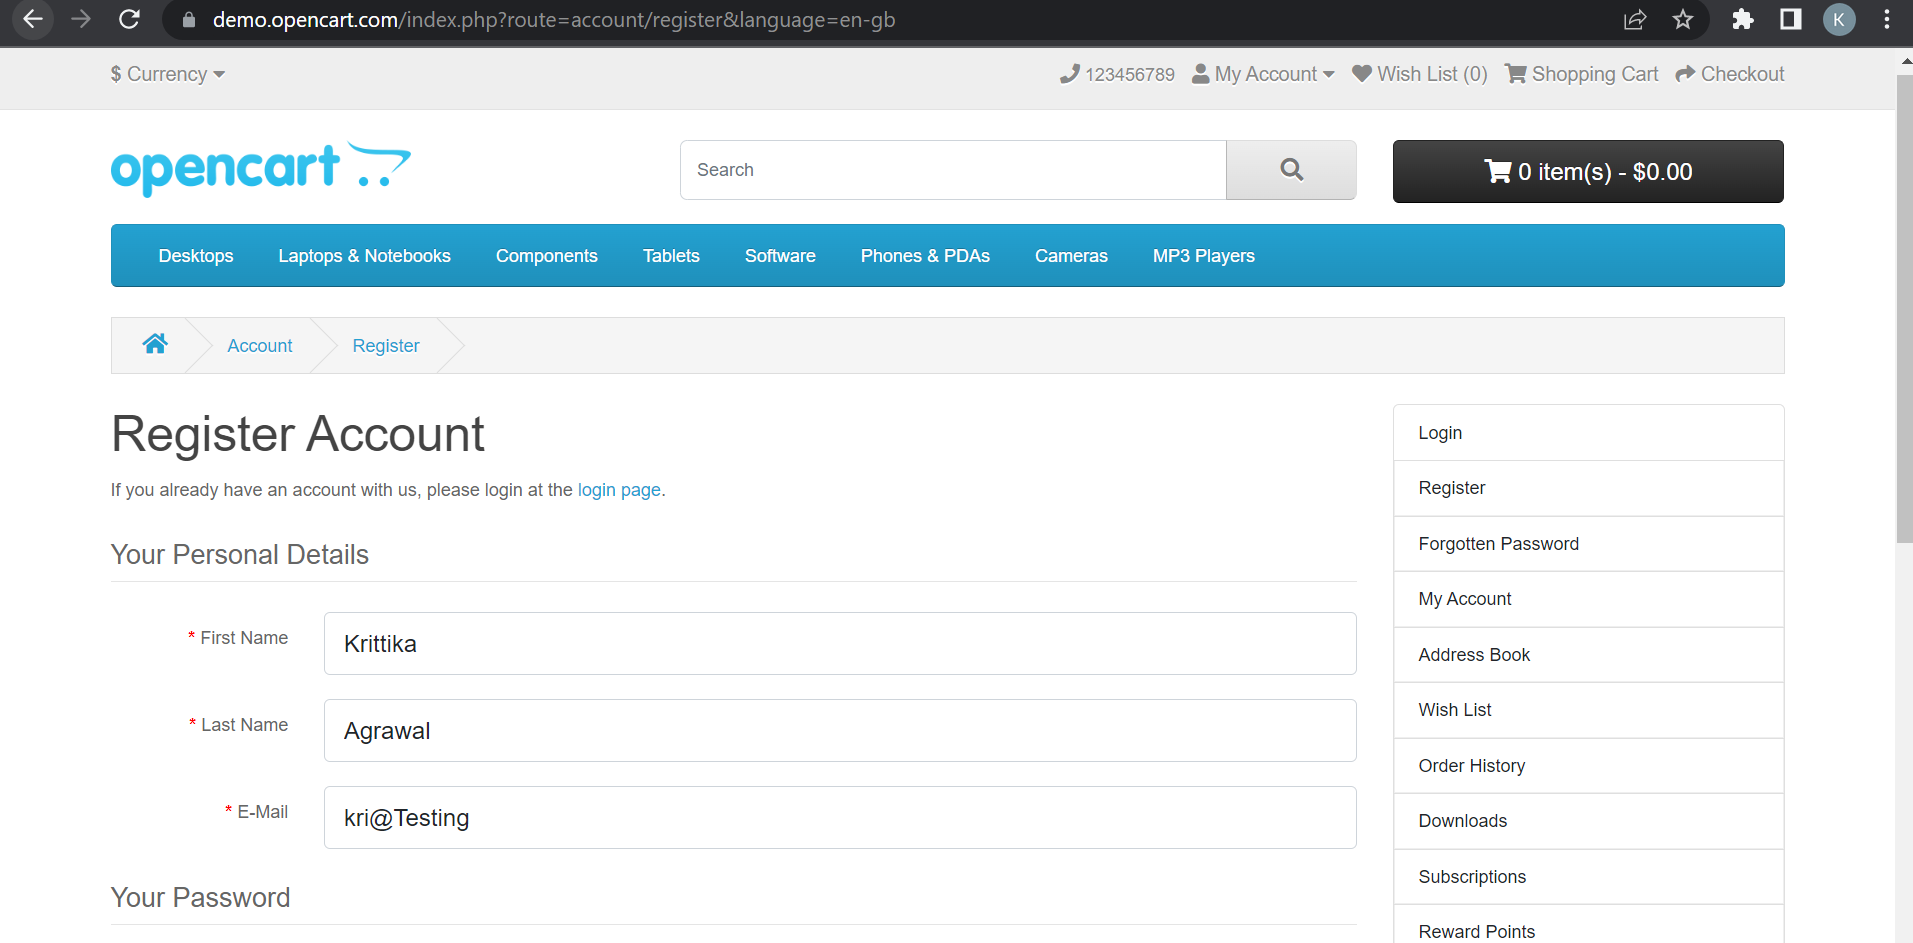 demo.opencart.com/index.php?route=account/register&language=en-gb
K
$ Currency
123456789 My Account Wish List (0) Shopping Cart Checkout
opencart
Search
0 item(s) - $0.00
Desktops Laptops & Notebooks Components Tablets Software Phones & PDAs Cameras MP3 Players
Account Register
Register Account
If you already have an account with us, please login at the login page.
Your Personal Details
* First Name Krittika
* Last Name Agrawal
* E-Mail kri@Testing
Your Password
Login
Register
Forgotten Password
My Account
Address Book
Wish List
Order History
Downloads
Subscriptions
Reward Points